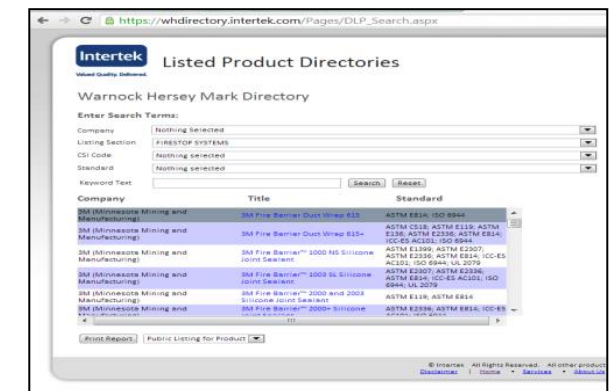 https://whdirectory.intertek.com/Pages/DLP_Search.aspx
Intertek
Valued Quality. Delivered.
Listed Product Directories
Warnock Hersey Mark Directory
Enter Search Terms:
Company Nothing Selected
Listing Section FIRESTOP SYSTEMS
CSI Code Nothing selected
Standard Nothing selected
Keyword Text Search Reset
Company Title Standard
3M (Minnesota Mining and Manufacturing) 3M Fire Barrier Duct Wrap 615 ASTM E814; ISO 6944
3M (Minnesota Mining and Manufacturing) 3M Fire Barrier Duct Wrap 615+ ASTM C518; ASTM E119; ASTM E136; ASTM E2336; ASTM E814; ICC-ES AC101; ISO 6944
3M (Minnesota Mining and Manufacturing) 3M Fire Barrier™ 1000 NS Silicone Joint Sealant ASTM E1399; ASTM E2307; ASTM E2336; ASTM E814; ICC-ES AC101; ISO 6944; UL 2079
3M (Minnesota Mining and Manufacturing) 3M Fire Barrier™ 1003 SL Silicone Joint Sealant ASTM E2307; ASTM E2336; ASTM E814; ICC-ES AC101; ISO 6944; UL 2079
3M (Minnesota Mining and Manufacturing) 3M Fire Barrier™ 2000 and 2003 Silicone Joint Sealant ASTM E119; ASTM E814
3M (Minnesota Mining and Manufacturing) 3M Fire Barrier™ 2000+ Silicone ASTM E2336; ASTM E814; ICC-ES
Print Report Public Listing for Product
© Intertek All Rights Reserved. All other product
Disclaimer | Home • Services • About Us